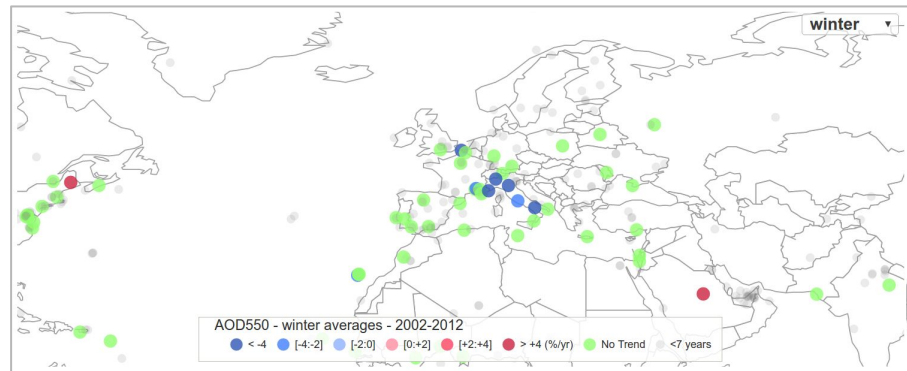 winter
AOD550 - winter averages - 2002-2012
< -4 [-4:-2] [-2:0] [0:+2] [+2:+4] > +4 (%/yr) No Trend <7 years